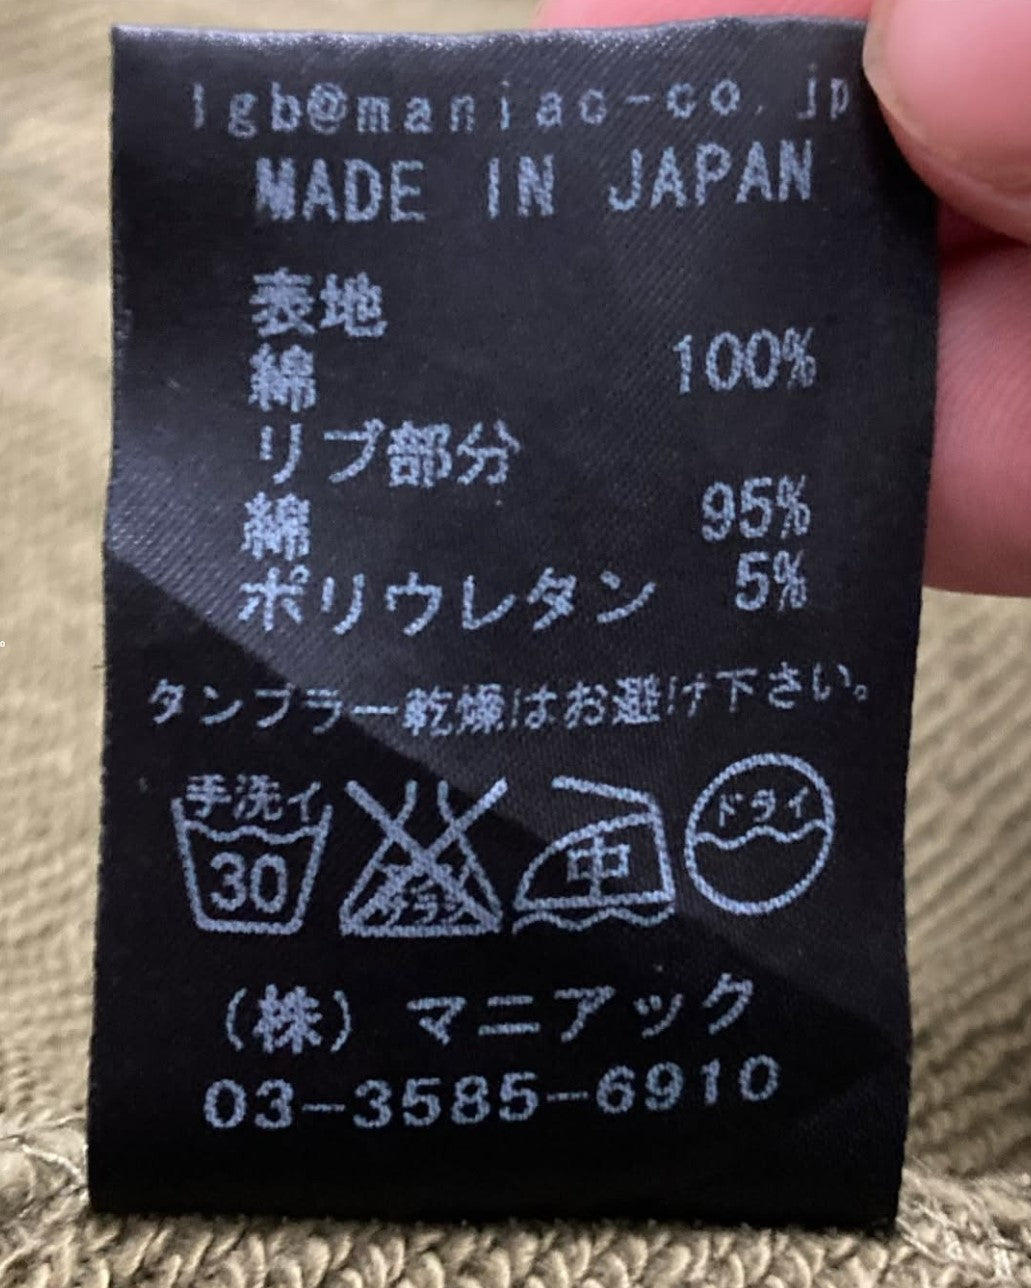 lgb@maniac-co.jp
MADE IN JAPAN
表地
綿 100%
リブ部分
綿 95%
ポリウレタン 5%
タンブラー乾燥はお避け下さい。
手洗イ 30 中 ドライ
(株) マニアック
03-3585-6910